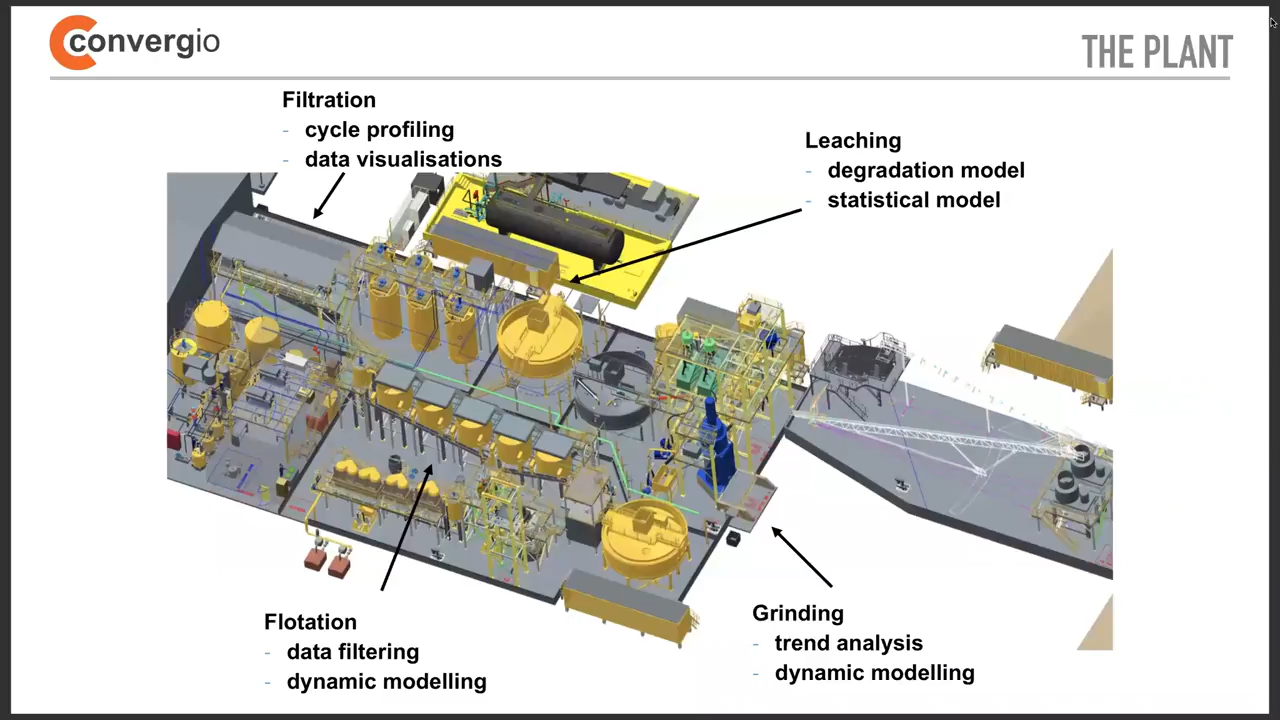 convergio
THE PLANT
Filtration
- cycle profiling
- data visualisations
Leaching
- degradation model
- statistical model
Flotation
- data filtering
- dynamic modelling
Grinding
- trend analysis
- dynamic modelling